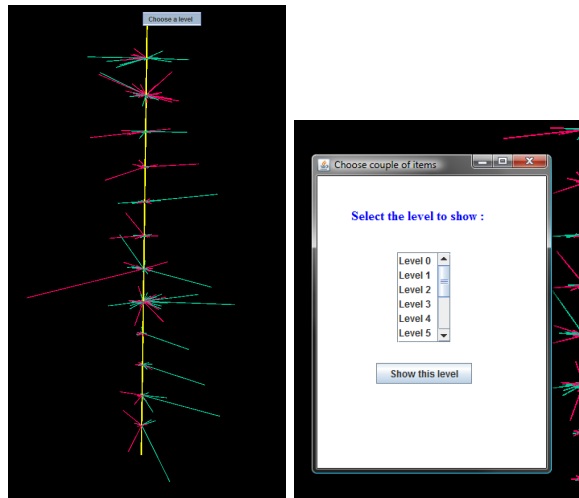 Choose a level
Choose couple of items
Select the level to show :
Level 0
Level 1
Level 2
Level 3
Level 4
Level 5
Show this level